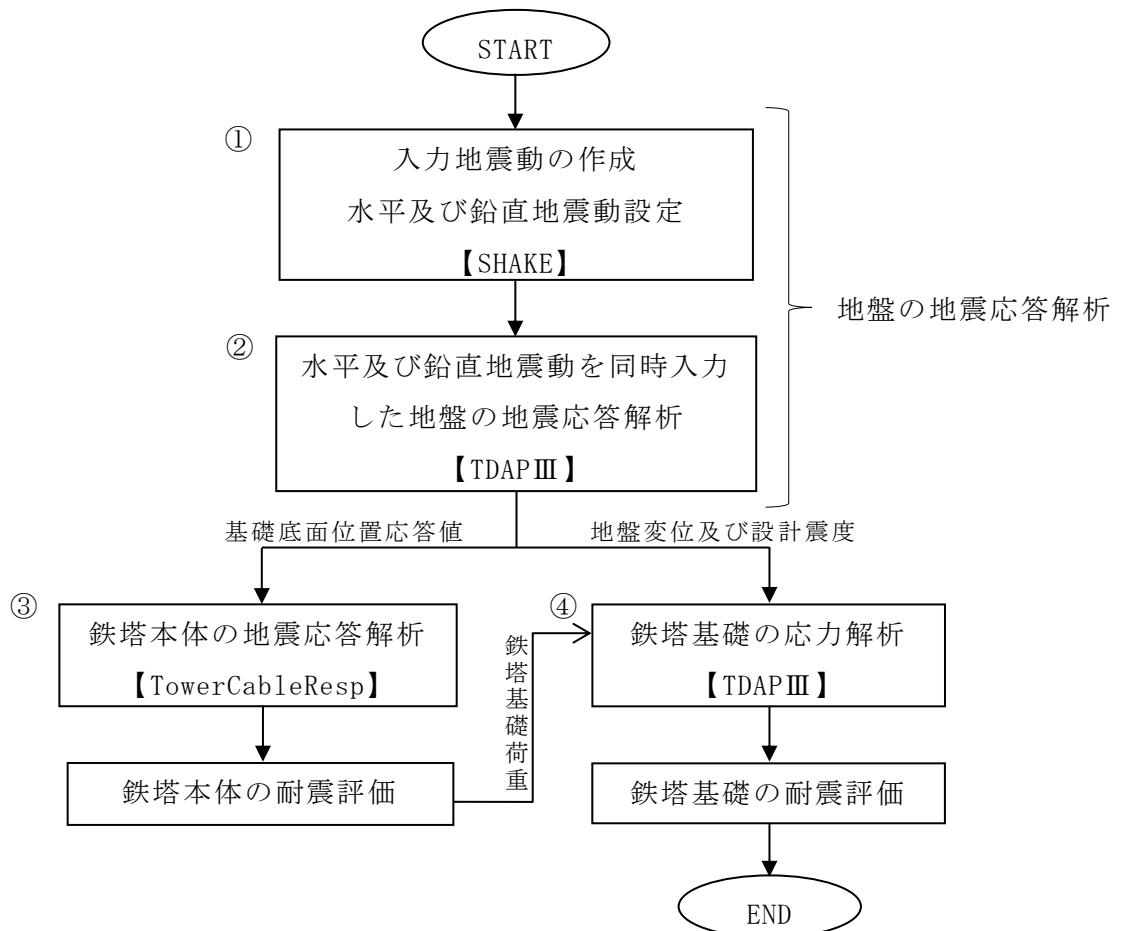 START
①
入力地震動の作成
水平及び鉛直地震動設定
【SHAKE】
②
水平及び鉛直地震動を同時入力
した地盤の地震応答解析
【TDAPⅢ】
地盤の地震応答解析
基礎底面位置応答値
地盤変位及び設計震度
③
鉄塔本体の地震応答解析
【TowerCableResp】
鉄塔本体の耐震評価
鉄塔基礎荷重
④
鉄塔基礎の応力解析
【TDAPⅢ】
鉄塔基礎の耐震評価
END